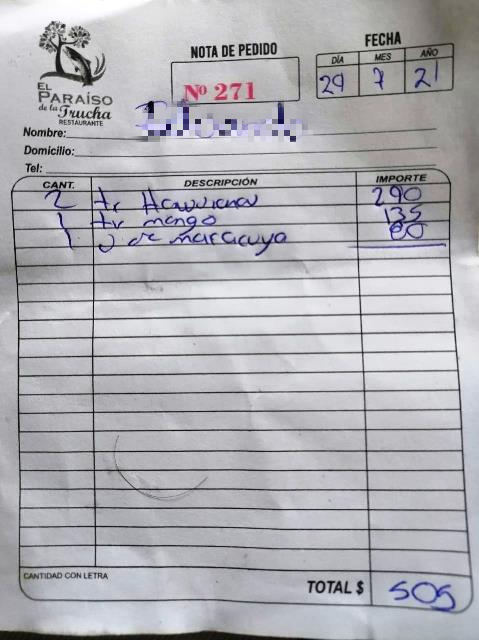 EL PARAÍSO de la Trucha RESTAURANTE
NOTA DE PEDIDO
Nº 271
FECHA
DÍA MES AÑO
29 7 21
Nombre:
Domicilio:
Tel:
CANT. DESCRIPCIÓN IMPORTE
2 tr Hawaiana 290
1 tr mango 135
1 J de maracuya 80
CANTIDAD CON LETRA
TOTAL $ 505